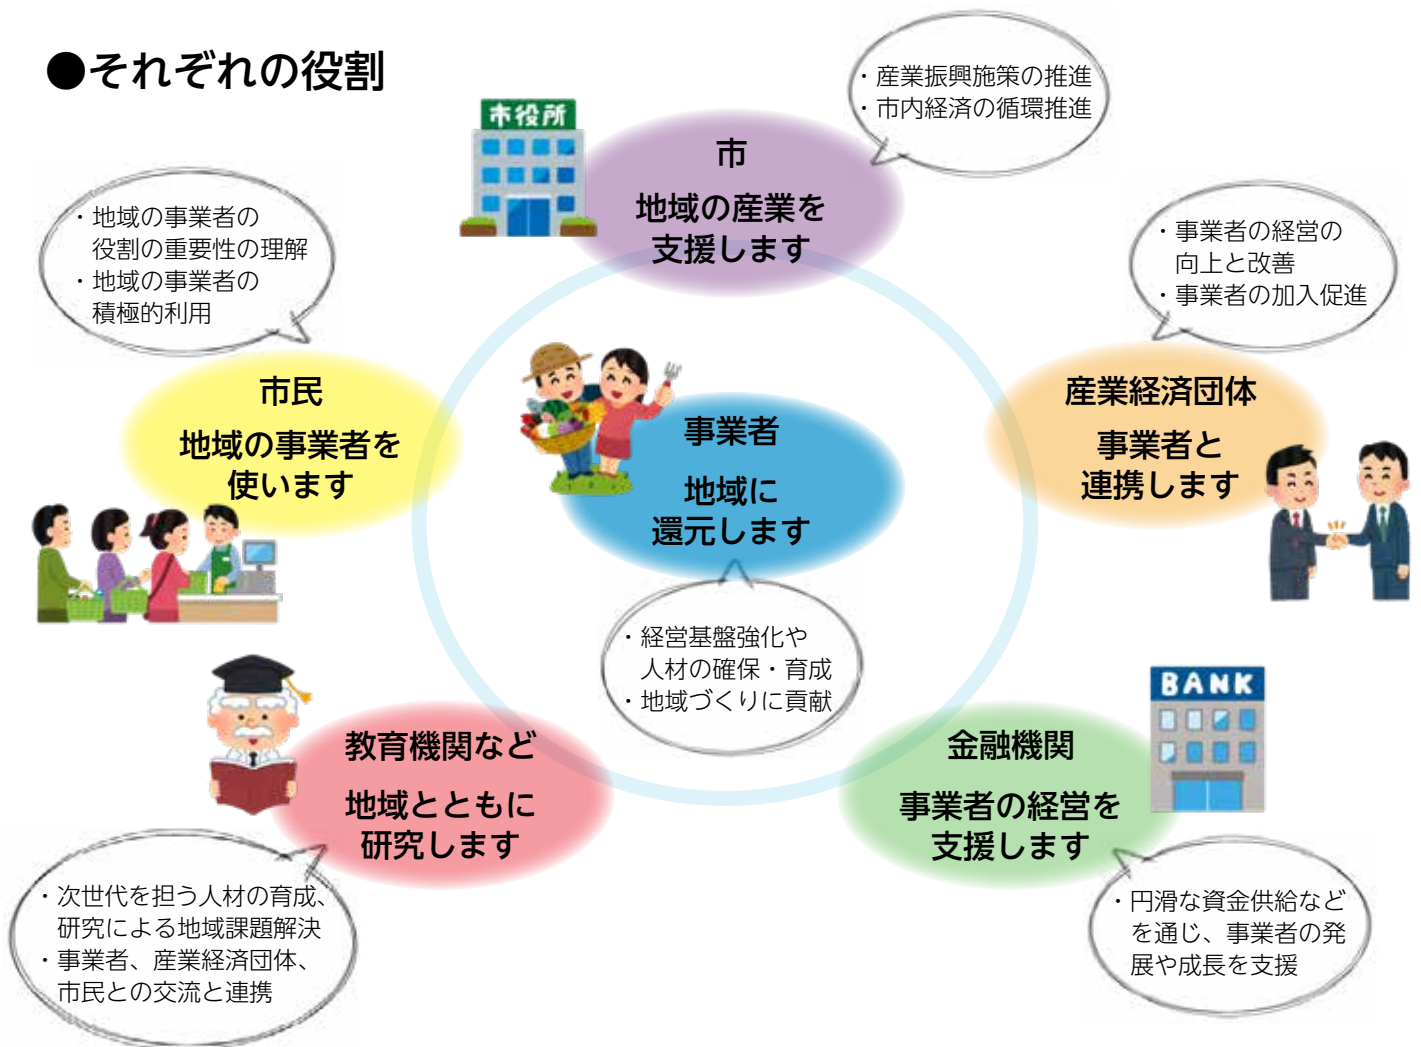 ●それぞれの役割
市役所
市
地域の産業を
支援します
・産業振興施策の推進
・市内経済の循環推進
・地域の事業者の
役割の重要性の理解
・地域の事業者の
積極的利用
市民
地域の事業者を
使います
・事業者の経営の
向上と改善
・事業者の加入促進
産業経済団体
事業者と
連携します
事業者
地域に
還元します
・経営基盤強化や
人材の確保・育成
・地域づくりに貢献
教育機関など
地域とともに
研究します
・次世代を担う人材の育成、
研究による地域課題解決
・事業者、産業経済団体、
市民との交流と連携
BANK
金融機関
事業者の経営を
支援します
・円滑な資金供給など
を通じ、事業者の発
展や成長を支援